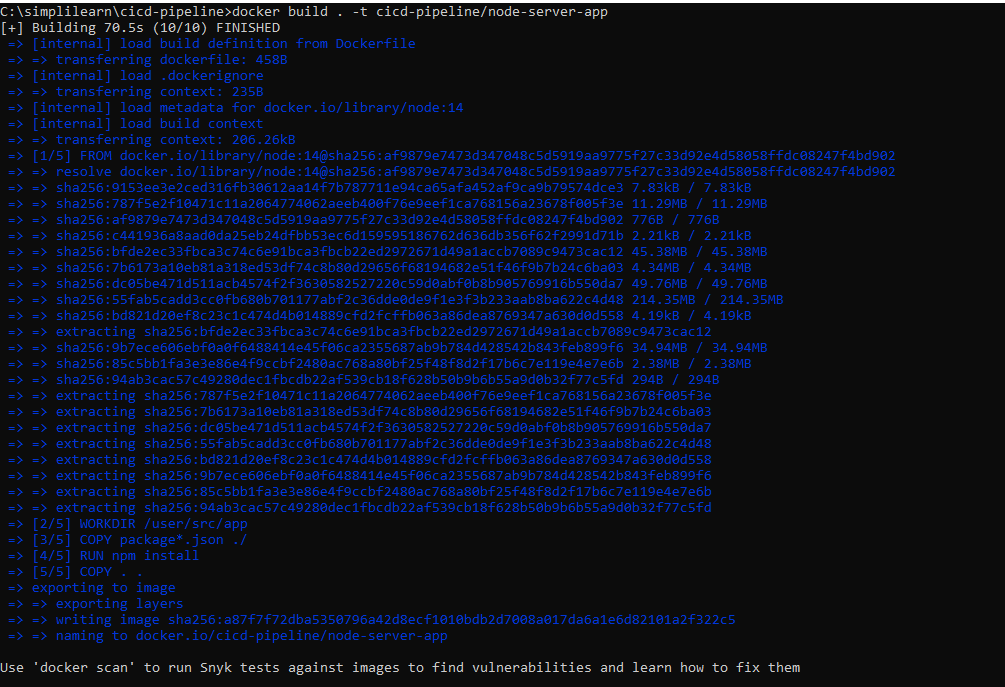 C:\simplilearn\cicd-pipeline>docker build . -t cicd-pipeline/node-server-app
[+] Building 70.5s (10/10) FINISHED
=> [internal] load build definition from Dockerfile
=> => transferring dockerfile: 458B
=> [internal] load .dockerignore
=> => transferring context: 235B
=> [internal] load metadata for docker.io/library/node:14
=> [internal] load build context
=> => transferring context: 206.26kB
=> [1/5] FROM docker.io/library/node:14@sha256:af9879e7473d347048c5d5919aa9775f27c33d92e4d58058ffdc08247f4bd902
=> => resolve docker.io/library/node:14@sha256:af9879e7473d347048c5d5919aa9775f27c33d92e4d58058ffdc08247f4bd902
=> => sha256:9153ee3e2ced316fb30612aa14f7b787711e94ca65afa452af9ca9b79574dce3 7.83kB / 7.83kB
=> => sha256:787f5e2f10471c11a2064774062aeeb400f76e9eef1ca768156a23678f005f3e 11.29MB / 11.29MB
=> => sha256:af9879e7473d347048c5d5919aa9775f27c33d92e4d58058ffdc08247f4bd902 776B / 776B
=> => sha256:c441936a8aad0da25eb24dfbb53ec6d159595186762d636db356f62f2991d71b 2.21kB / 2.21kB
=> => sha256:bfde2ec33fbca3c74c6e91bca3fbcb22ed2972671d49a1accb7089c9473cac12 45.38MB / 45.38MB
=> => sha256:7b6173a10eb81a318ed53df74c8b80d29656f68194682e51f46f9b7b24c6ba03 4.34MB / 4.34MB
=> => sha256:dc05be471d511acb4574f2f3630582527220c59d0abf0b8b905769916b550da7 49.76MB / 49.76MB
=> => sha256:55fab5cadd3cc0fb680b701177abf2c36dde0de9f1e3f3b233aab8ba622c4d48 214.35MB / 214.35MB
=> => sha256:bd821d20ef8c23c1c474d4b014889cfd2fcffb063a86dea8769347a630d0d558 4.19kB / 4.19kB
=> => extracting sha256:bfde2ec33fbca3c74c6e91bca3fbcb22ed2972671d49a1accb7089c9473cac12
=> => sha256:9b7ece606ebf0a0f6488414e45f06ca2355687ab9b784d428542b843feb899f6 34.94MB / 34.94MB
=> => sha256:85c5bb1fa3e3e86e4f9ccbf2480ac768a80bf25f48f8d2f17b6c7e119e4e7e6b 2.38MB / 2.38MB
=> => sha256:94ab3cac57c49280dec1fbcdb22af539cb18f628b50b9b6b55a9d0b32f77c5fd 294B / 294B
=> => extracting sha256:787f5e2f10471c11a2064774062aeeb400f76e9eef1ca768156a23678f005f3e
=> => extracting sha256:7b6173a10eb81a318ed53df74c8b80d29656f68194682e51f46f9b7b24c6ba03
=> => extracting sha256:dc05be471d511acb4574f2f3630582527220c59d0abf0b8b905769916b550da7
=> => extracting sha256:55fab5cadd3cc0fb680b701177abf2c36dde0de9f1e3f3b233aab8ba622c4d48
=> => extracting sha256:bd821d20ef8c23c1c474d4b014889cfd2fcffb063a86dea8769347a630d0d558
=> => extracting sha256:9b7ece606ebf0a0f6488414e45f06ca2355687ab9b784d428542b843feb899f6
=> => extracting sha256:85c5bb1fa3e3e86e4f9ccbf2480ac768a80bf25f48f8d2f17b6c7e119e4e7e6b
=> => extracting sha256:94ab3cac57c49280dec1fbcdb22af539cb18f628b50b9b6b55a9d0b32f77c5fd
=> [2/5] WORKDIR /user/src/app
=> [3/5] COPY package*.json ./
=> [4/5] RUN npm install
=> [5/5] COPY . .
=> exporting to image
=> => exporting layers
=> => writing image sha256:a87f7f72dba5350796a42d8ecf1010bdb2d7008a017da6a1e6d82101a2f322c5
=> => naming to docker.io/cicd-pipeline/node-server-app
Use 'docker scan' to run Snyk tests against images to find vulnerabilities and learn how to fix them